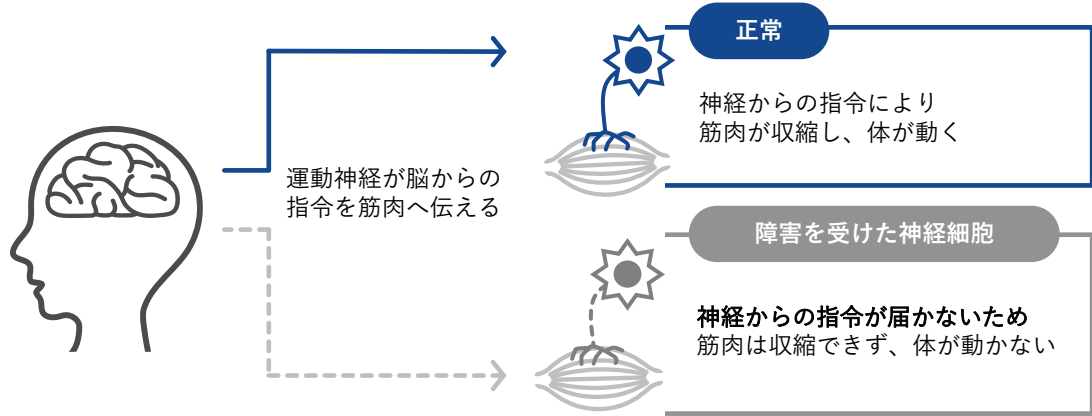 正常
神経からの指令により
筋肉が収縮し、体が動く
運動神経が脳からの
指令を筋肉へ伝える
障害を受けた神経細胞
神経からの指令が届かないため
筋肉は収縮できず、体が動かない